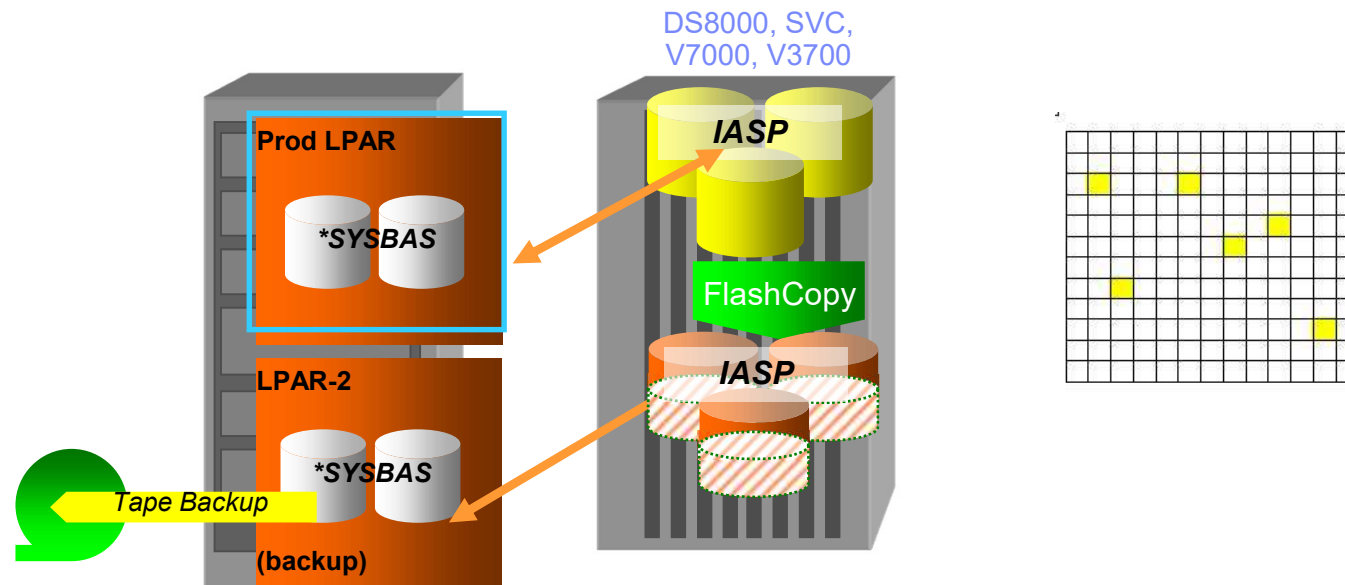 DS8000, SVC,
V7000, V3700
Prod LPAR
*SYSBAS
IASP
FlashCopy
IASP
LPAR-2
*SYSBAS
Tape Backup
(backup)